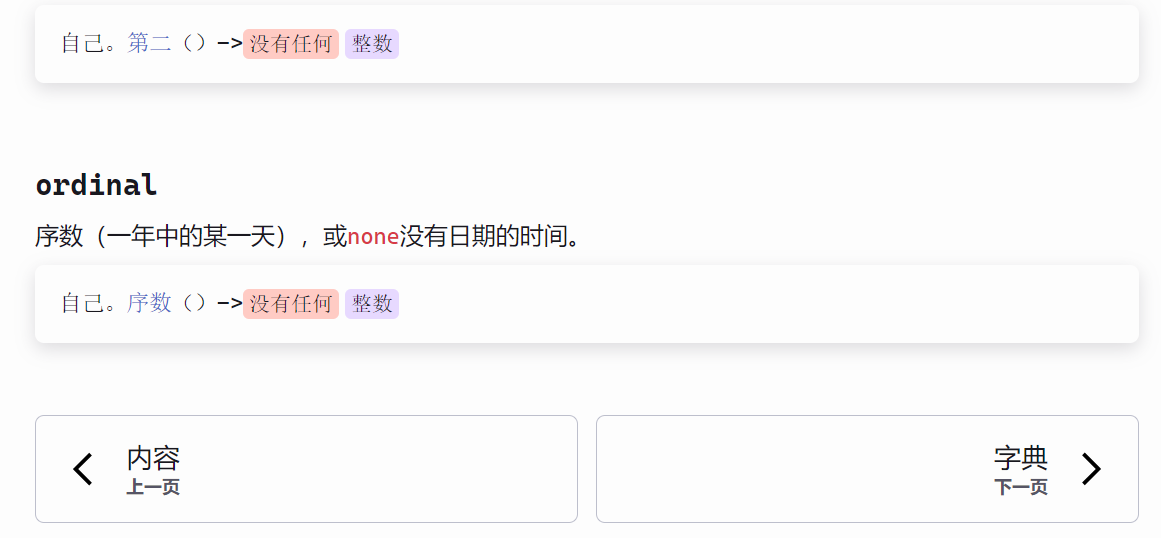 自己。第二（）->没有任何 整数
ordinal
序数（一年中的某一天），或none没有日期的时间。
自己。序数（）->没有任何 整数
内容
上一页
字典
下一页